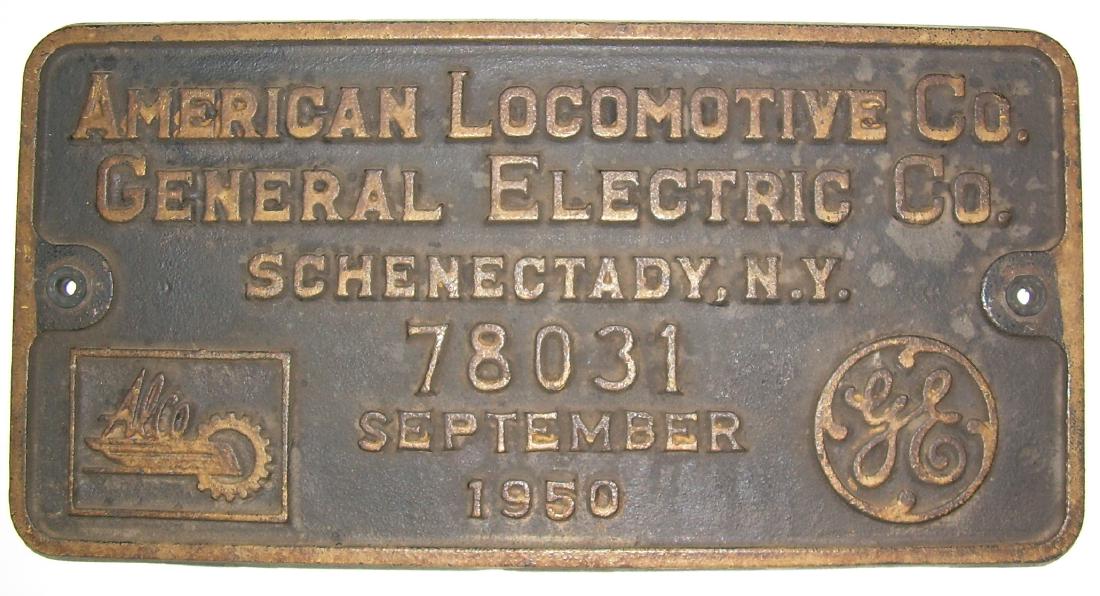 AMERICAN LOCOMOTIVE CO.
GENERAL ELECTRIC CO.
SCHENECTADY, N.Y.
78031
SEPTEMBER
1950
Alco
GE